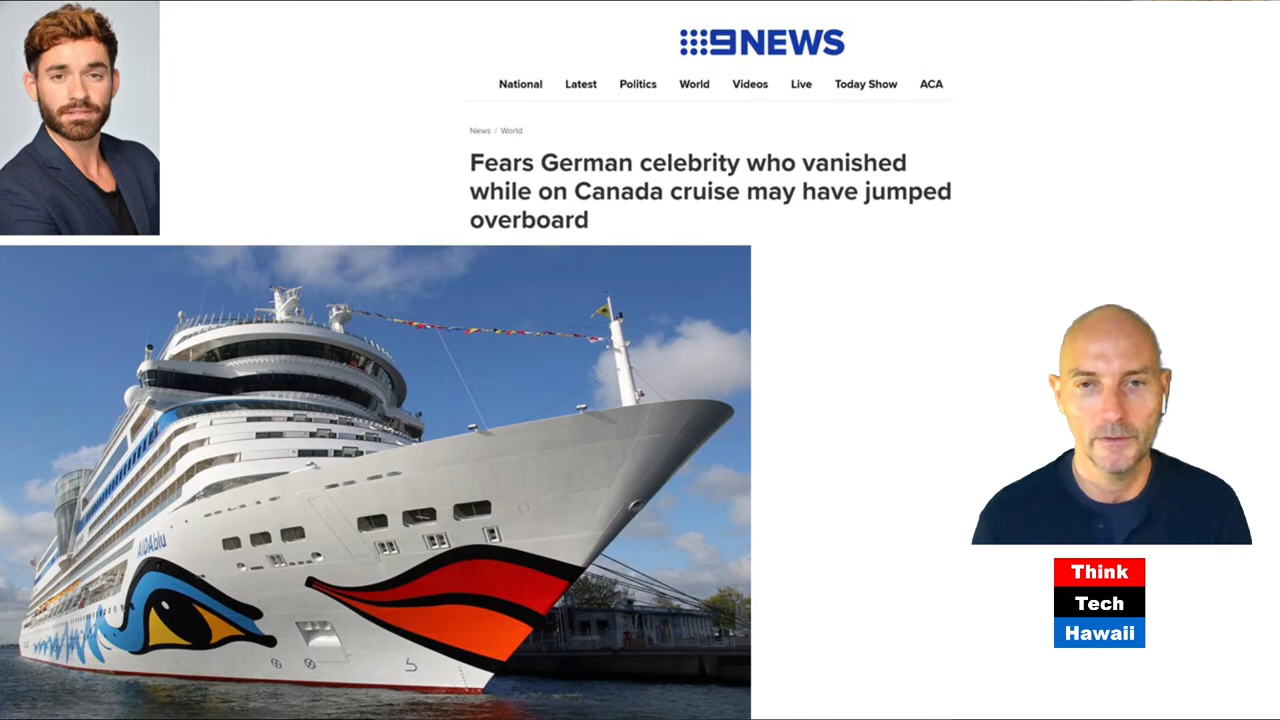 9NEWS
National Latest Politics World Videos Live Today Show ACA
News / World
Fears German celebrity who vanished
while on Canada cruise may have jumped
overboard
AIDAblu
Think
Tech
Hawaii